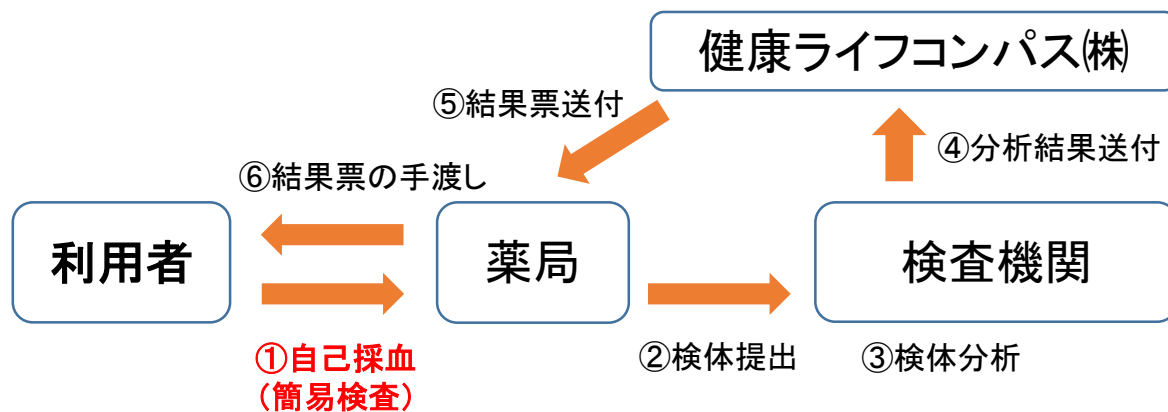 健康ライフコンパス㈱
⑤結果票送付
④分析結果送付
⑥結果票の手渡し
利用者
薬局
検査機関
①自己採血
（簡易検査）
②検体提出
③検体分析